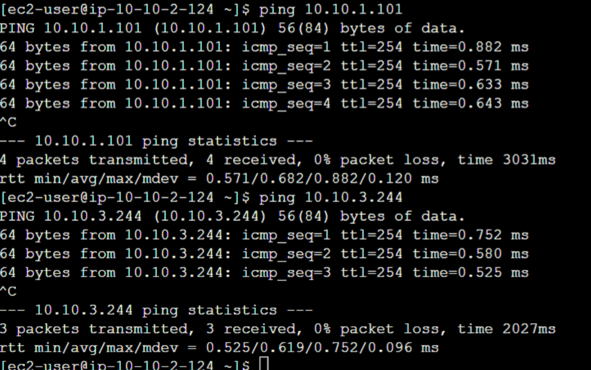 [ec2-user@ip-10-10-2-124 ~]$ ping 10.10.1.101
PING 10.10.1.101 (10.10.1.101) 56(84) bytes of data.
64 bytes from 10.10.1.101: icmp_seq=1 ttl=254 time=0.882 ms
64 bytes from 10.10.1.101: icmp_seq=2 ttl=254 time=0.571 ms
64 bytes from 10.10.1.101: icmp_seq=3 ttl=254 time=0.633 ms
64 bytes from 10.10.1.101: icmp_seq=4 ttl=254 time=0.643 ms
^C
--- 10.10.1.101 ping statistics ---
4 packets transmitted, 4 received, 0% packet loss, time 3031ms
rtt min/avg/max/mdev = 0.571/0.682/0.882/0.120 ms
[ec2-user@ip-10-10-2-124 ~]$ ping 10.10.3.244
PING 10.10.3.244 (10.10.3.244) 56(84) bytes of data.
64 bytes from 10.10.3.244: icmp_seq=1 ttl=254 time=0.752 ms
64 bytes from 10.10.3.244: icmp_seq=2 ttl=254 time=0.580 ms
64 bytes from 10.10.3.244: icmp_seq=3 ttl=254 time=0.525 ms
^C
--- 10.10.3.244 ping statistics ---
3 packets transmitted, 3 received, 0% packet loss, time 2027ms
rtt min/avg/max/mdev = 0.525/0.619/0.752/0.096 ms
[ec2-user@ip-10-10-2-124 ~]$